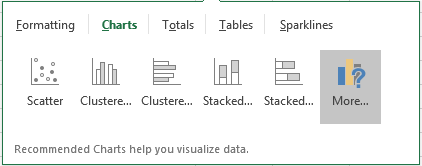 Formatting Charts Totals Tables Sparklines
Scatter Clustere... Clustere... Stacked... Stacked... More...
Recommended Charts help you visualize data.